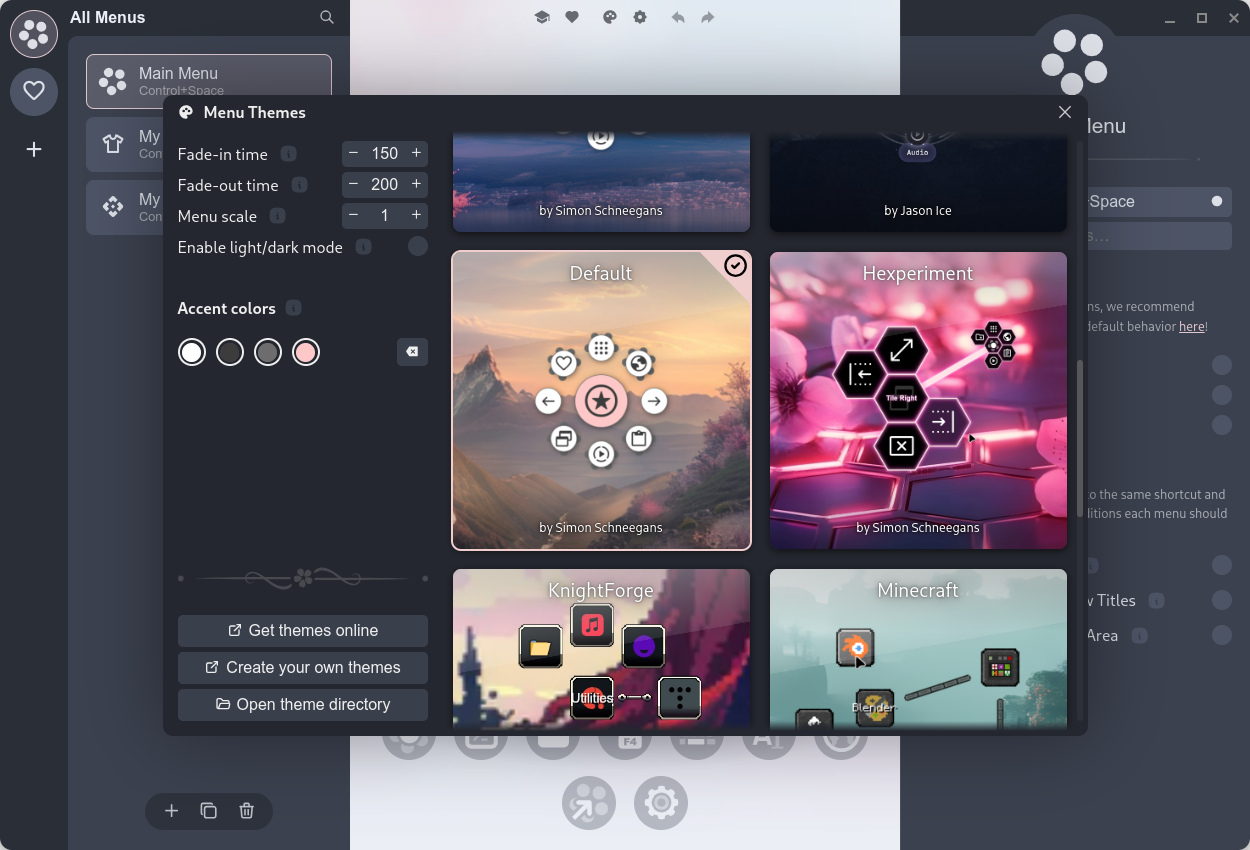 All Menus
Main Menu
Control+Space
My
Con
My
Con
Menu Themes
Fade-in time
150
Fade-out time
200
Menu scale
1
Enable light/dark mode
Accent colors
Get themes online
Create your own themes
Open theme directory
by Simon Schneegans
Audio
by Jason Ice
Default
by Simon Schneegans
Hexperiment
Tile Right
by Simon Schneegans
KnightForge
Utilities
Minecraft
Blender
Menu
Space
s…
ns, we recommend
default behavior here!
o the same shortcut and
ditions each menu should
w Titles
Area
F4